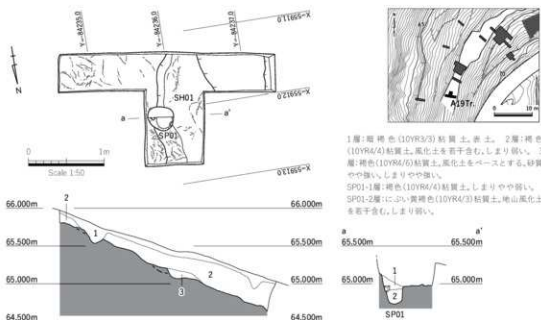 Y=-84235.0
Y=-84236.0
Y=-84237.0
X=55911.0
X=55912.0
X=55913.0
N
SH01
SP01
a
a'
0 1m
Scale 1:50
A19Tr.
0 10 m
1層:暗褐色(10YR3/3)粘質土。表土。 2層:褐色
(10YR4/4)粘質土。風化土を若干含む。しまり弱い。 3
層:褐色(10YR4/6)粘質土。風化土をベースとする。砂質
やや強い。しまりやや強い。
SP01-1層:褐色(10YR4/4)粘質土。しまりやや弱い。
SP01-2層:にぶい黄褐色(10YR4/3)粘質土。地山風化土
を若干含む。しまり弱い。
66.000m
65.500m
65.000m
64.500m
66.000m
65.500m
65.000m
64.500m
2
1
2
3
a
a'
65.500m
65.500m
65.000m
65.000m
1
2
SP01